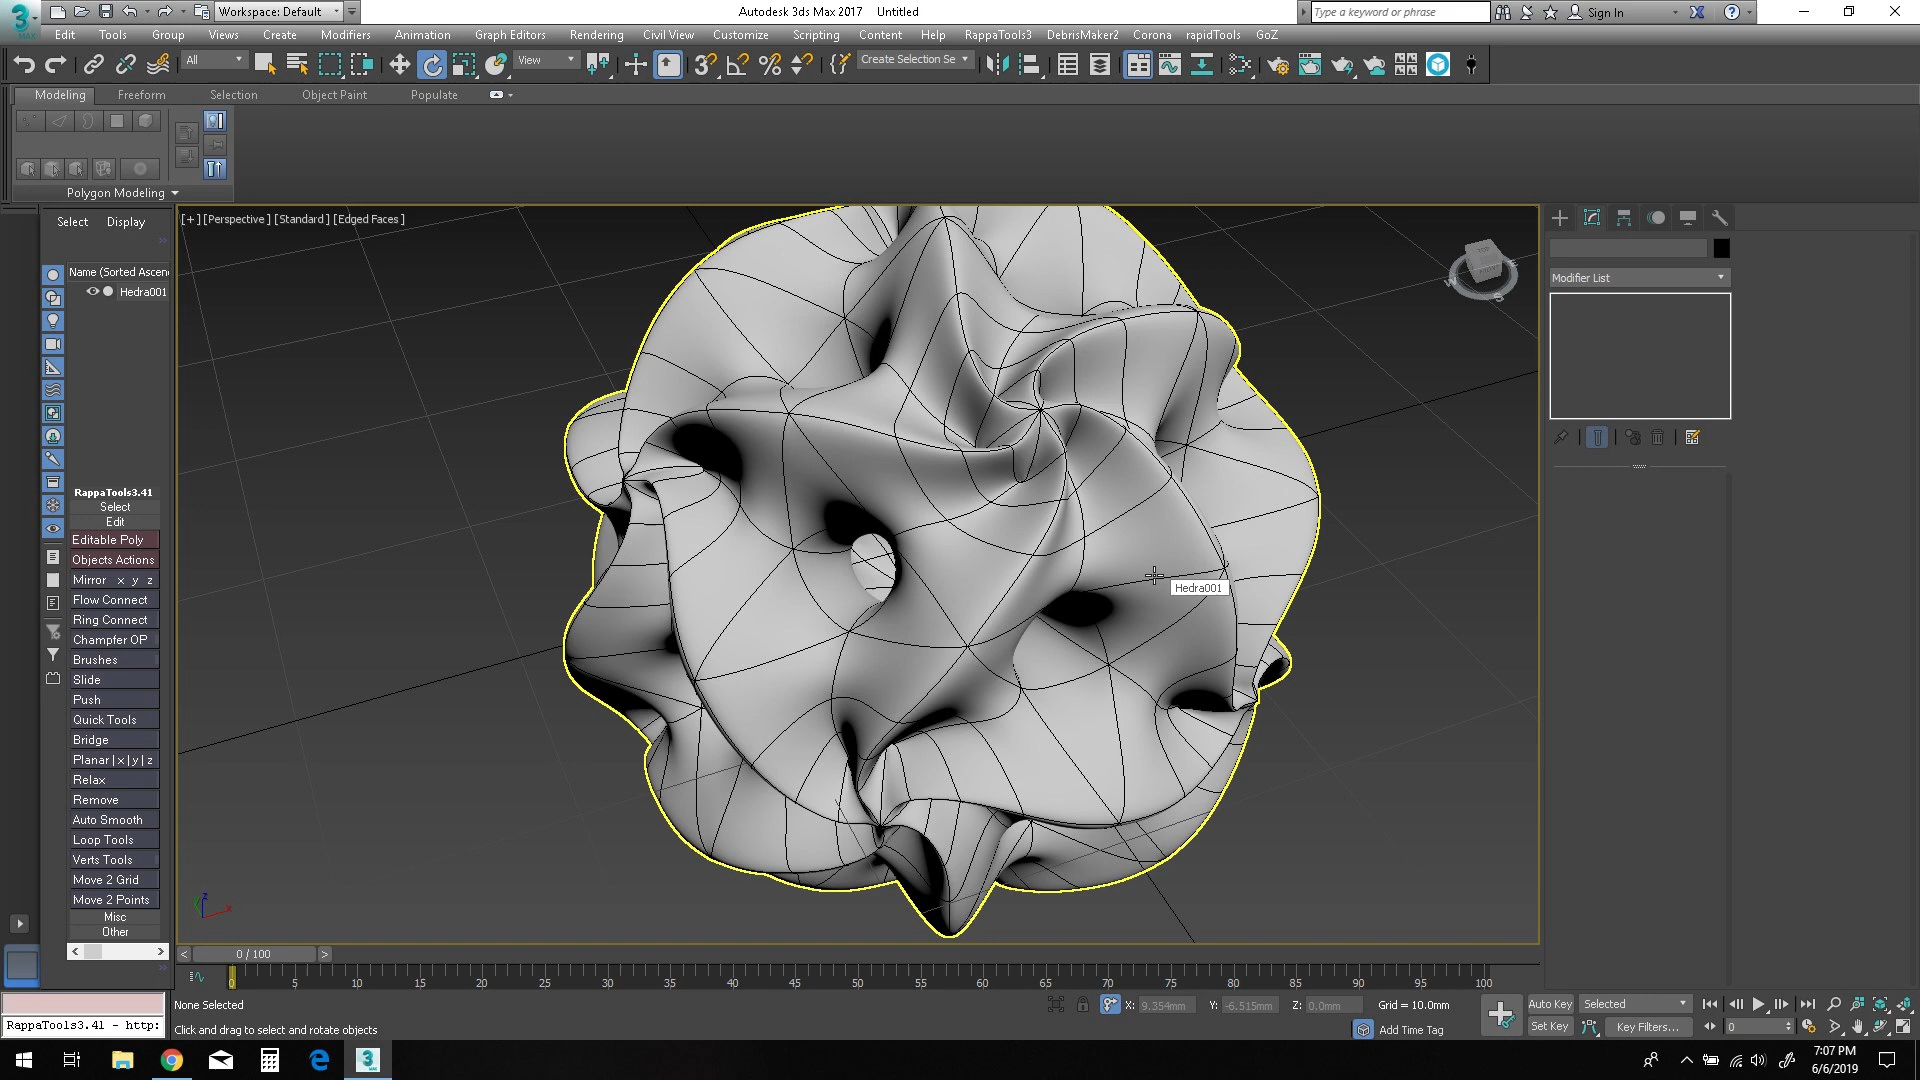 Workspace: Default
Autodesk 3ds Max 2017    Untitled
Type a keyword or phrase
Sign In
3
MAX
Edit Tools Group Views Create Modifiers Animation Graph Editors Rendering Civil View Customize Scripting Content Help RappaTools3 DebrisMaker2 Corona rapidTools GoZ
All
View
Create Selection Se
Modeling Freeform Selection Object Paint Populate
Polygon Modeling
Select Display
[+] [Perspective] [Standard] [Edged Faces]
Name (Sorted Ascen
Hedra001
Modifier List
RappaTools3.41
Select
Edit
Editable Poly
Objects Actions
Mirror x y z
Flow Connect
Ring Connect
Champfer OP
Brushes
Slide
Push
Quick Tools
Bridge
Planar|x|y|z
Relax
Remove
Auto Smooth
Loop Tools
Verts Tools
Move 2 Grid
Move 2 Points
Misc
Other
Hedra001
< 0 / 100 >
0 5 10 15 20 25 30 35 40 45 50 55 60 65 70 75 80 85 90 95 100
None Selected
X: 9.354mm Y: -6.515mm Z: 0.0mm Grid = 10.0mm
Auto Key Selected
RappaTools3.41 - http:
Click and drag to select and rotate objects
Add Time Tag
Set Key Key Filters... 0
7:07 PM
6/6/2019